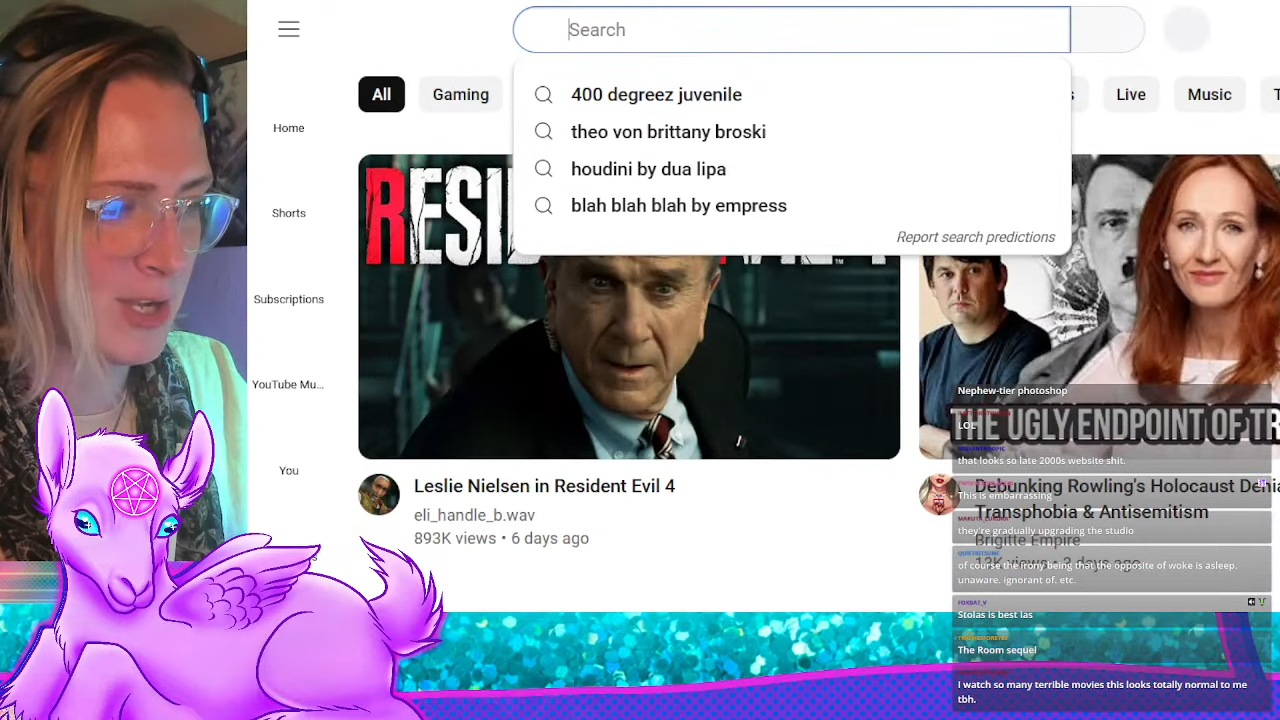 Search
400 degreez juvenile
theo von brittany broski
houdini by dua lipa
blah blah blah by empress
Report search predictions
All
Gaming
Live
Music
Home
Shorts
Subscriptions
YouTube Mu...
You
RESI
Leslie Nielsen in Resident Evil 4
eli_handle_b.wav
893K views • 6 days ago
THE UGLY ENDPOINT OF TR
Debunking Rowling's Holocaust Denia
Transphobia & Antisemitism
Brigitte Empire
Nephew-tier photoshop
LOL
that looks so late 2000s website shit.
This is embarrassing
they're gradually upgrading the studio
of course the irony being that the opposite of woke is asleep.
unaware. ignorant of. etc.
FOXBAT_V
Stolas is best las
The Room sequel
I watch so many terrible movies this looks totally normal to me
tbh.